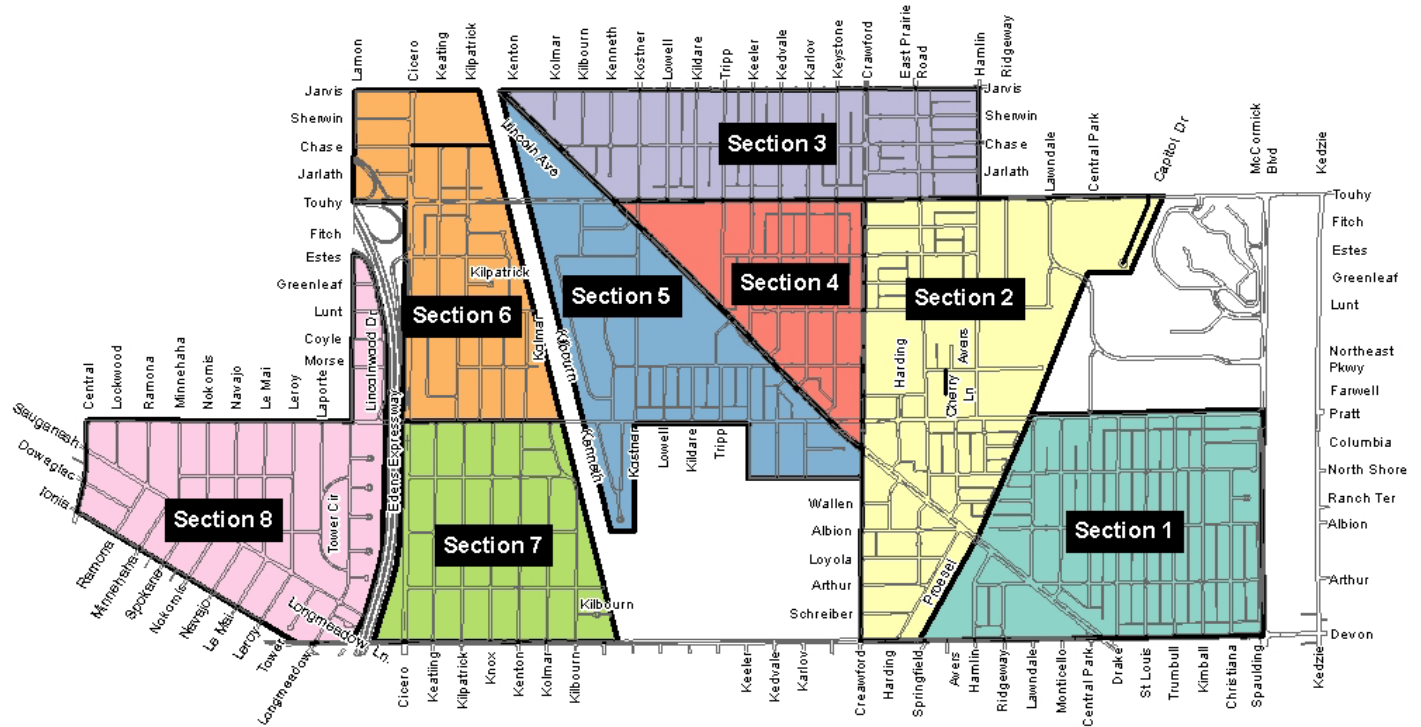 Lamon
Cicero
Keating
Kilpatrick
Kenton
Kolmar
Kilbourn
Kenneth
Kostner
Lowell
Kildare
Tripp
Keeler
Kedvale
Karlov
Keystone
Crawford
East Prairie
Road
Hamlin
Ridgeway
Jarvis
Sherwin
Chase
Jarlath
Touhy
Fitch
Estes
Greenleaf
Lunt
Coyle
Morse
Jarvis
Sherwin
Chase
Jarlath
Lawndale
Central Park
Capitol Dr
McCormick
Blvd
Kedzie
Touhy
Fitch
Estes
Greenleaf
Lunt
Northeast
Pkwy
Farwell
Pratt
Columbia
North Shore
Ranch Ter
Albion
Arthur
Devon
Lincoln Ave
Section 3
Section 4
Section 5
Section 2
Section 6
Kilpatrick
Kolmar
Kilbourn
Lincolnwood Dr
Edens Expressway
Harding
Avers
Cherry
Ln
Central
Lockwood
Ramona
Minnehaha
Nokomis
Navajo
Le Mai
Leroy
Laporte
Sauganash
Dowagiac
Ionia
Section 8
Tower Cir
Section 7
Kenneth
Kostner
Lowell
Kildare
Tripp
Kilbourn
Wallen
Albion
Loyola
Arthur
Schreiber
Proesel
Section 1
Ramona
Minnehaha
Spokane
Nokomis
Navajo
Le Mai
Leroy
Tower
Longmeadow
Longmeadow
Ln.
Cicero
Keatiing
Kilpatrick
Knox
Kenton
Kolmar
Kilbourn
Keeler
Kedvale
Karlov
Creawford
Harding
Springfield
Avers
Hamlin
Ridgeway
Lawndale
Monticello
Central Park
Drake
St Louis
Trumbull
Kimball
Christiana
Spaulding
Kedzie